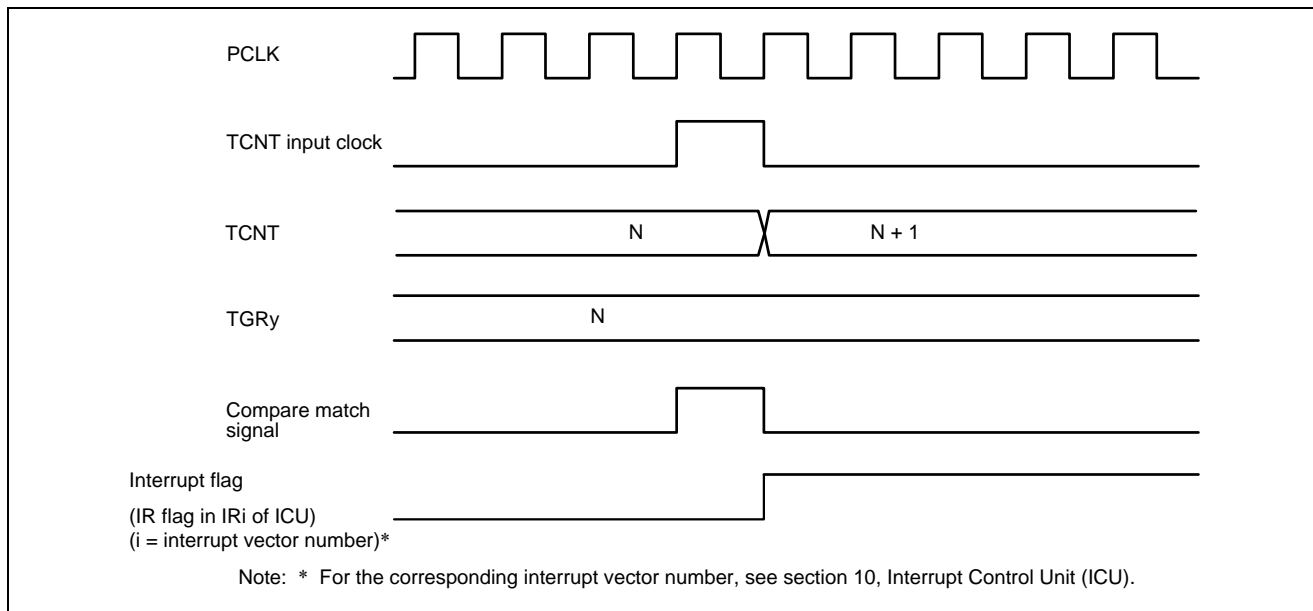 PCLK
TCNT input clock
TCNT
N
N + 1
TGRy
N
Compare match
signal
Interrupt flag
(IR flag in IRi of ICU)
(i = interrupt vector number)*
Note: * For the corresponding interrupt vector number, see section 10, Interrupt Control Unit (ICU).